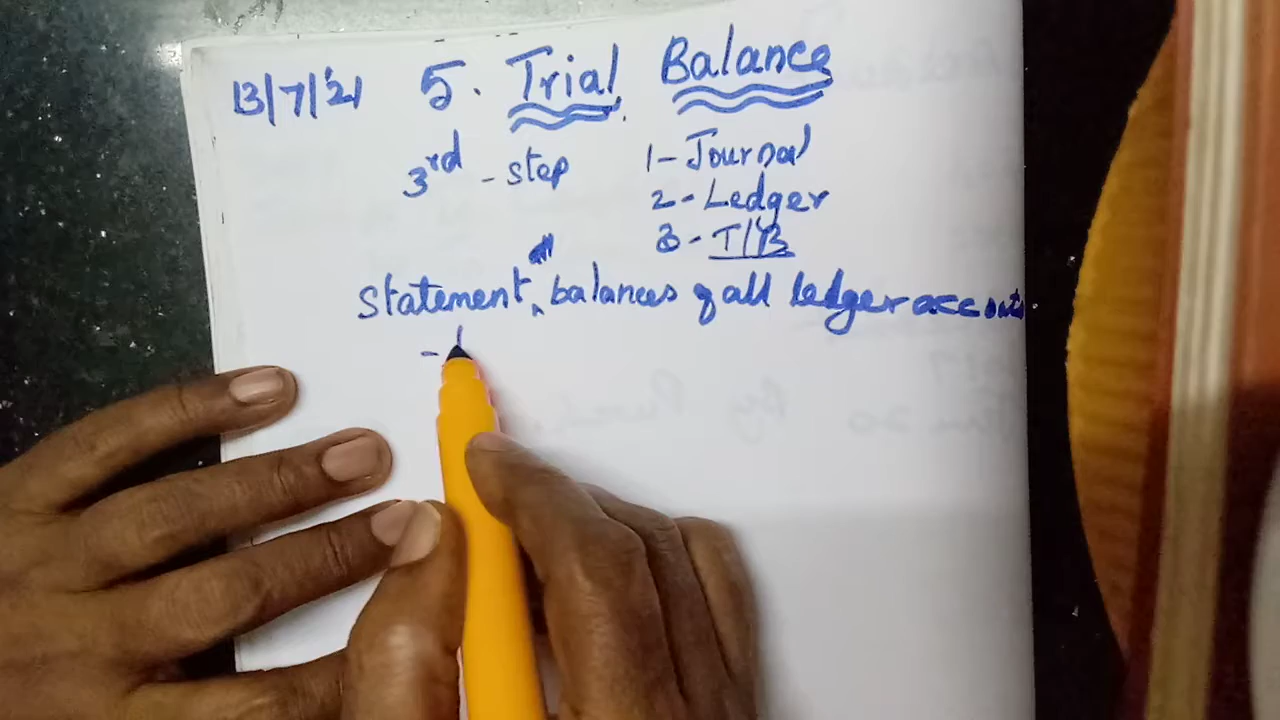 13/7/'21 5. Trial Balance
3rd - step 1 - Journal
2 - Ledger
3 - T/B
Statement, balances of all ledger accounts
-